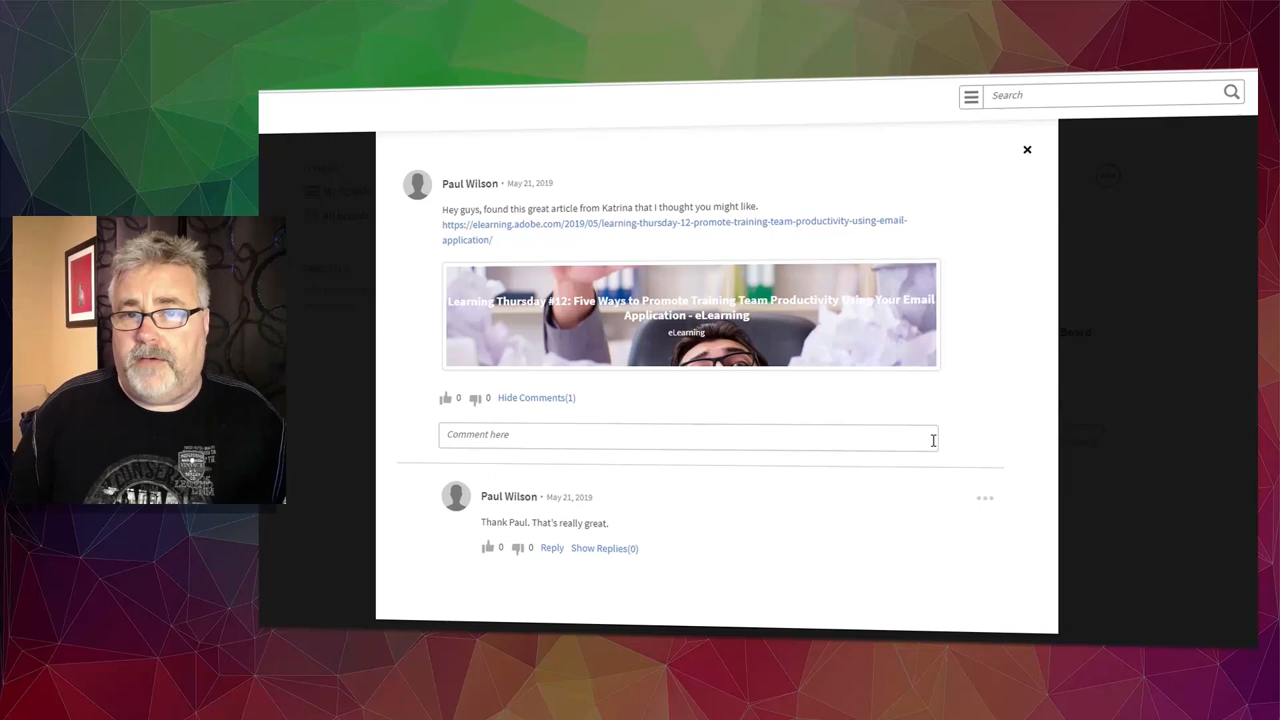 Search
Paul Wilson • May 21, 2019
Hey guys, found this great article from Katrina that I thought you might like.
https://elearning.adobe.com/2019/05/learning-thursday-12-promote-training-team-productivity-using-email-
application/
Learning Thursday #12: Five Ways to Promote Training Team Productivity Using Your Email
Application - eLearning
eLearning
0 0 Hide Comments(1)
Comment here
Paul Wilson • May 21, 2019
Thank Paul. That's really great.
0 0 Reply Show Replies(0)
Board